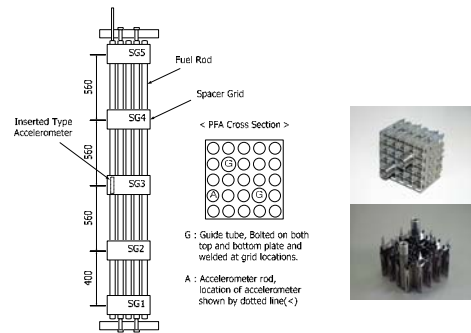 SG5
Fuel Rod
560
Spacer Grid
SG4
< PFA Cross Section >
Inserted Type
Accelerometer
560
G
SG3
A
G
560
G : Guide tube, Bolted on both
top and bottom plate and
welded at grid locations.
SG2
400
A : Accelerometer rod,
location of accelerometer
shown by dotted line(<)
SG1